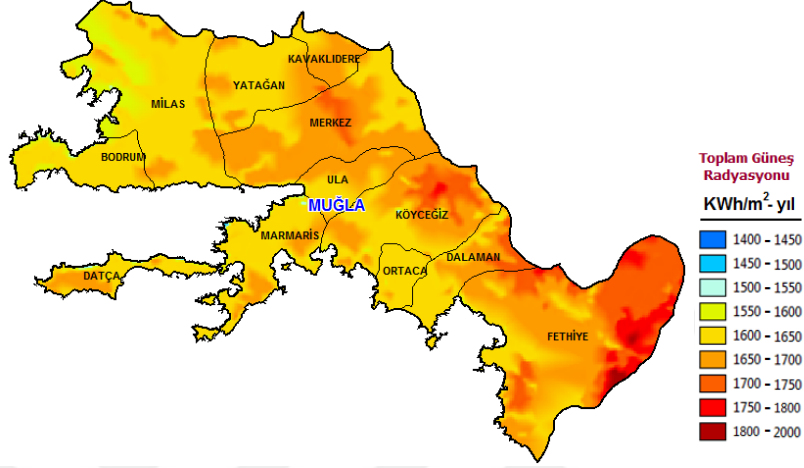 KAVAKLIDERE
YATAĞAN
MİLAS
MERKEZ
BODRUM
ULA
MUĞLA
KÖYCEĞİZ
MARMARİS
DALAMAN
ORTACA
DATÇA
FETHİYE
Toplam Güneş
Radyasyonu
KWh/m²- yıl
1400 - 1450
1450 - 1500
1500 - 1550
1550 - 1600
1600 - 1650
1650 - 1700
1700 - 1750
1750 - 1800
1800 - 2000